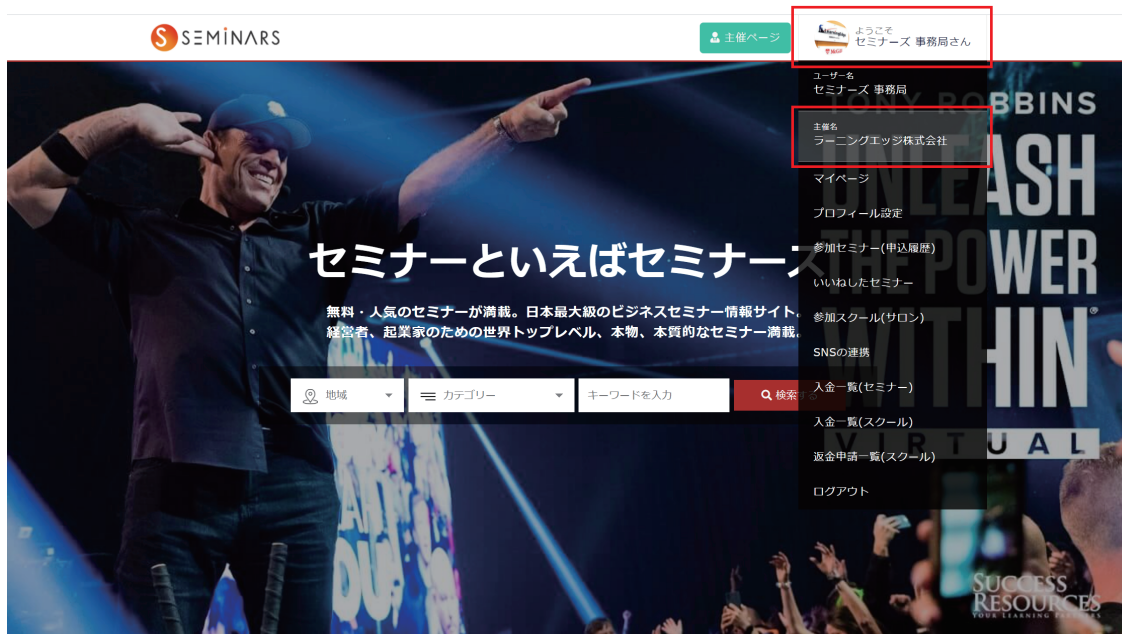 SEMINARS
主催ページ
ようこそ
セミナーズ 事務局さん
ユーザー名
セミナーズ 事務局
主催名
ラーニングエッジ株式会社
マイページ
プロフィール設定
参加セミナー(申込履歴)
いいねしたセミナー
参加スクール(サロン)
SNSの連携
入金一覧(セミナー)
入金一覧(スクール)
返金申請一覧(スクール)
ログアウト
TONY ROBBINS
UNLEASH
THE POWER
WITHIN®
VIRTUAL
セミナーといえばセミナーズ
無料・人気のセミナーが満載。日本最大級のビジネスセミナー情報サイト。
経営者、起業家のための世界トップレベル、本物、本質的なセミナー満載。
地域
カテゴリー
キーワードを入力
検索する
SUCCESS
RESOURCES
YOUR LEARNING PARTNERS